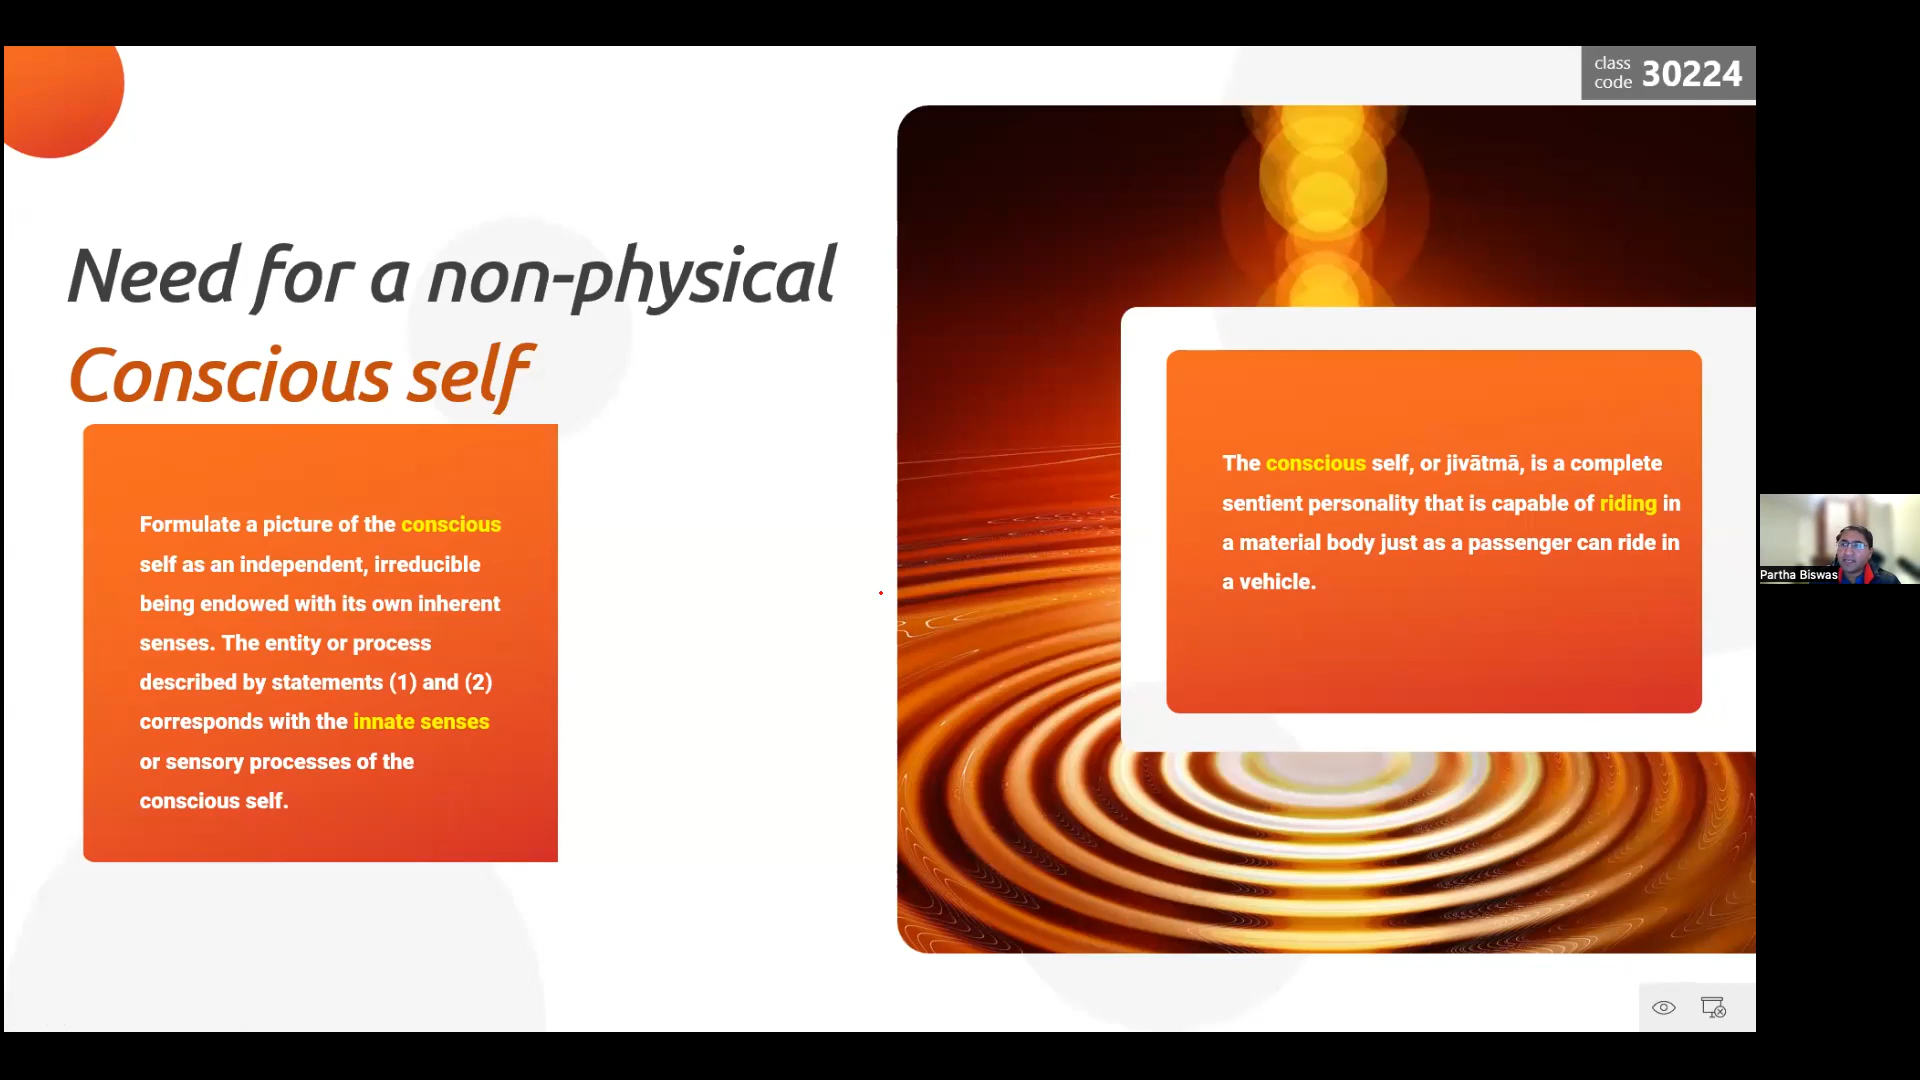 class
code 30224
Need for a non-physical
Conscious self
Formulate a picture of the conscious
self as an independent, irreducible
being endowed with its own inherent
senses. The entity or process
described by statements (1) and (2)
corresponds with the innate senses
or sensory processes of the
conscious self.
The conscious self, or jivātmā, is a complete
sentient personality that is capable of riding in
a material body just as a passenger can ride in
a vehicle.
Partha Biswas